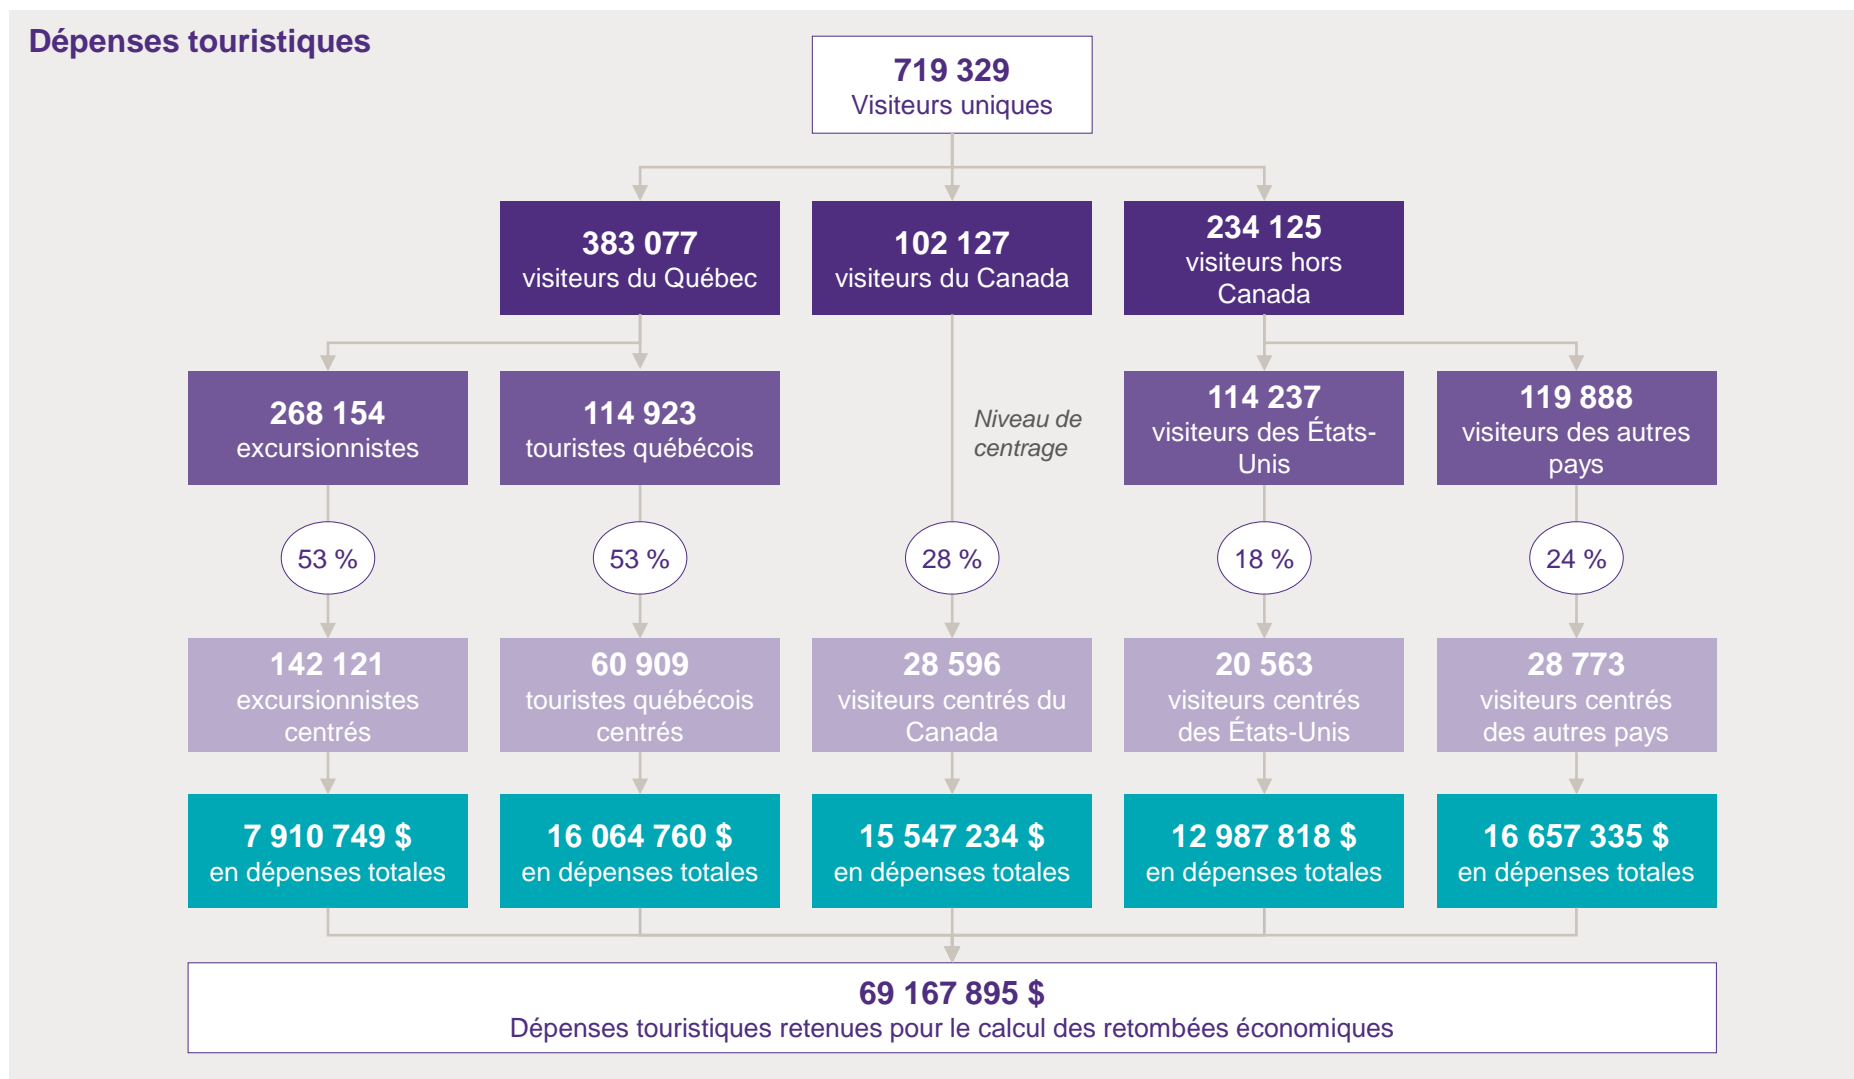 Dépenses touristiques
719 329
Visiteurs uniques
383 077
visiteurs du Québec
102 127
visiteurs du Canada
234 125
visiteurs hors
Canada
268 154
excursionnistes
114 923
touristes québécois
Niveau de
centrage
114 237
visiteurs des États-
Unis
119 888
visiteurs des autres
pays
53 %
53 %
28 %
18 %
24 %
142 121
excursionnistes
centrés
60 909
touristes québécois
centrés
28 596
visiteurs centrés du
Canada
20 563
visiteurs centrés
des États-Unis
28 773
visiteurs centrés
des autres pays
7 910 749 $
en dépenses totales
16 064 760 $
en dépenses totales
15 547 234 $
en dépenses totales
12 987 818 $
en dépenses totales
16 657 335 $
en dépenses totales
69 167 895 $
Dépenses touristiques retenues pour le calcul des retombées économiques